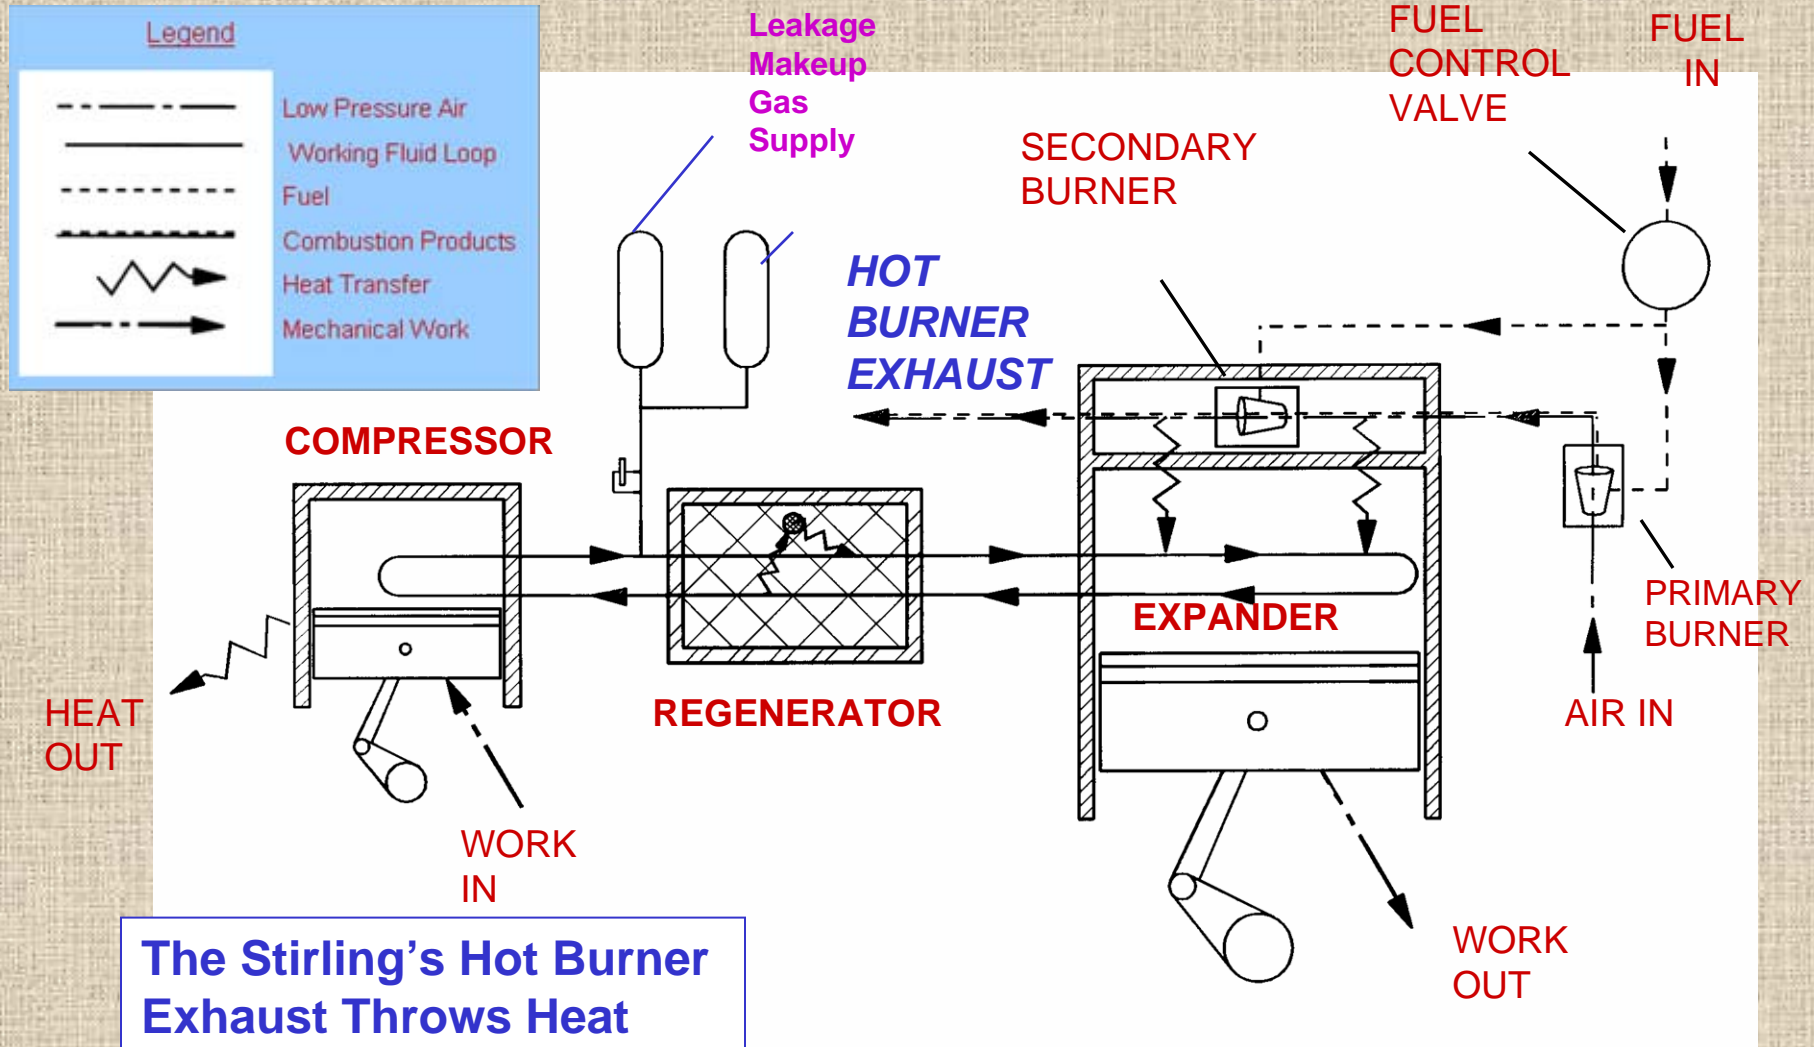 Legend
Low Pressure Air
Working Fluid Loop
Fuel
Combustion Products
Heat Transfer
Mechanical Work
Leakage
Makeup
Gas
Supply
FUEL
CONTROL
VALVE
FUEL
IN
SECONDARY
BURNER
HOT
BURNER
EXHAUST
COMPRESSOR
EXPANDER
PRIMARY
BURNER
HEAT
OUT
REGENERATOR
AIR IN
WORK
IN
WORK
OUT
The Stirling’s Hot Burner
Exhaust Throws Heat